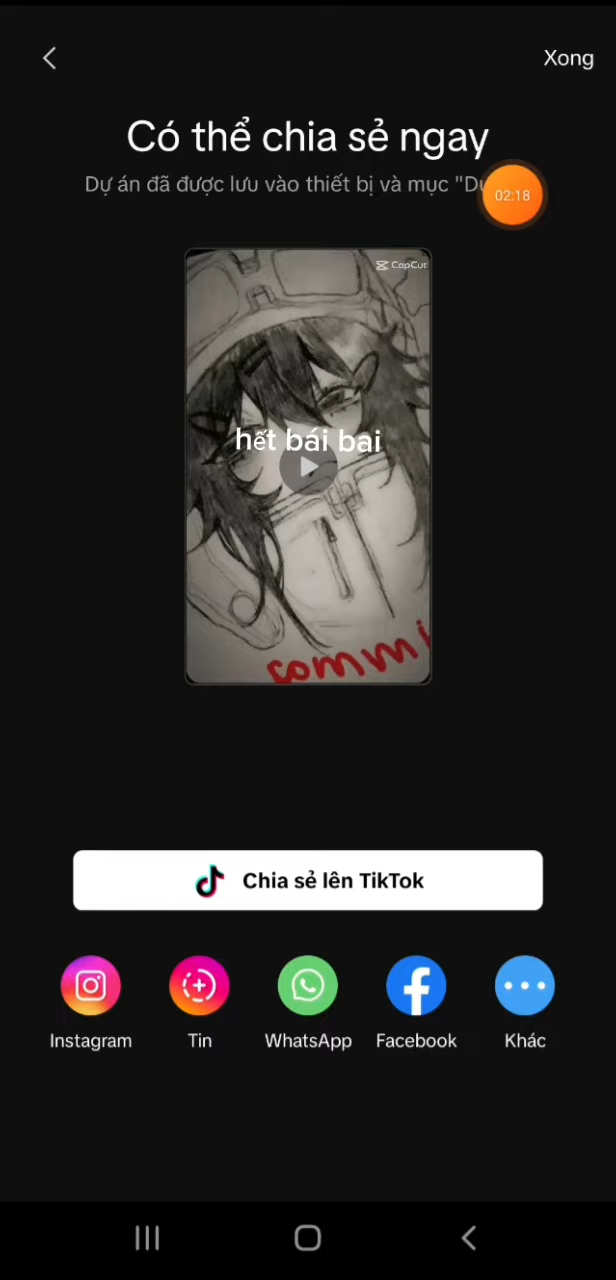 Xong
Có thể chia sẻ ngay
Dự án đã được lưu vào thiết bị và mục "Dự
02:18
CapCut
hết bái bai
commi
Chia sẻ lên TikTok
Instagram
Tin
WhatsApp
Facebook
Khác